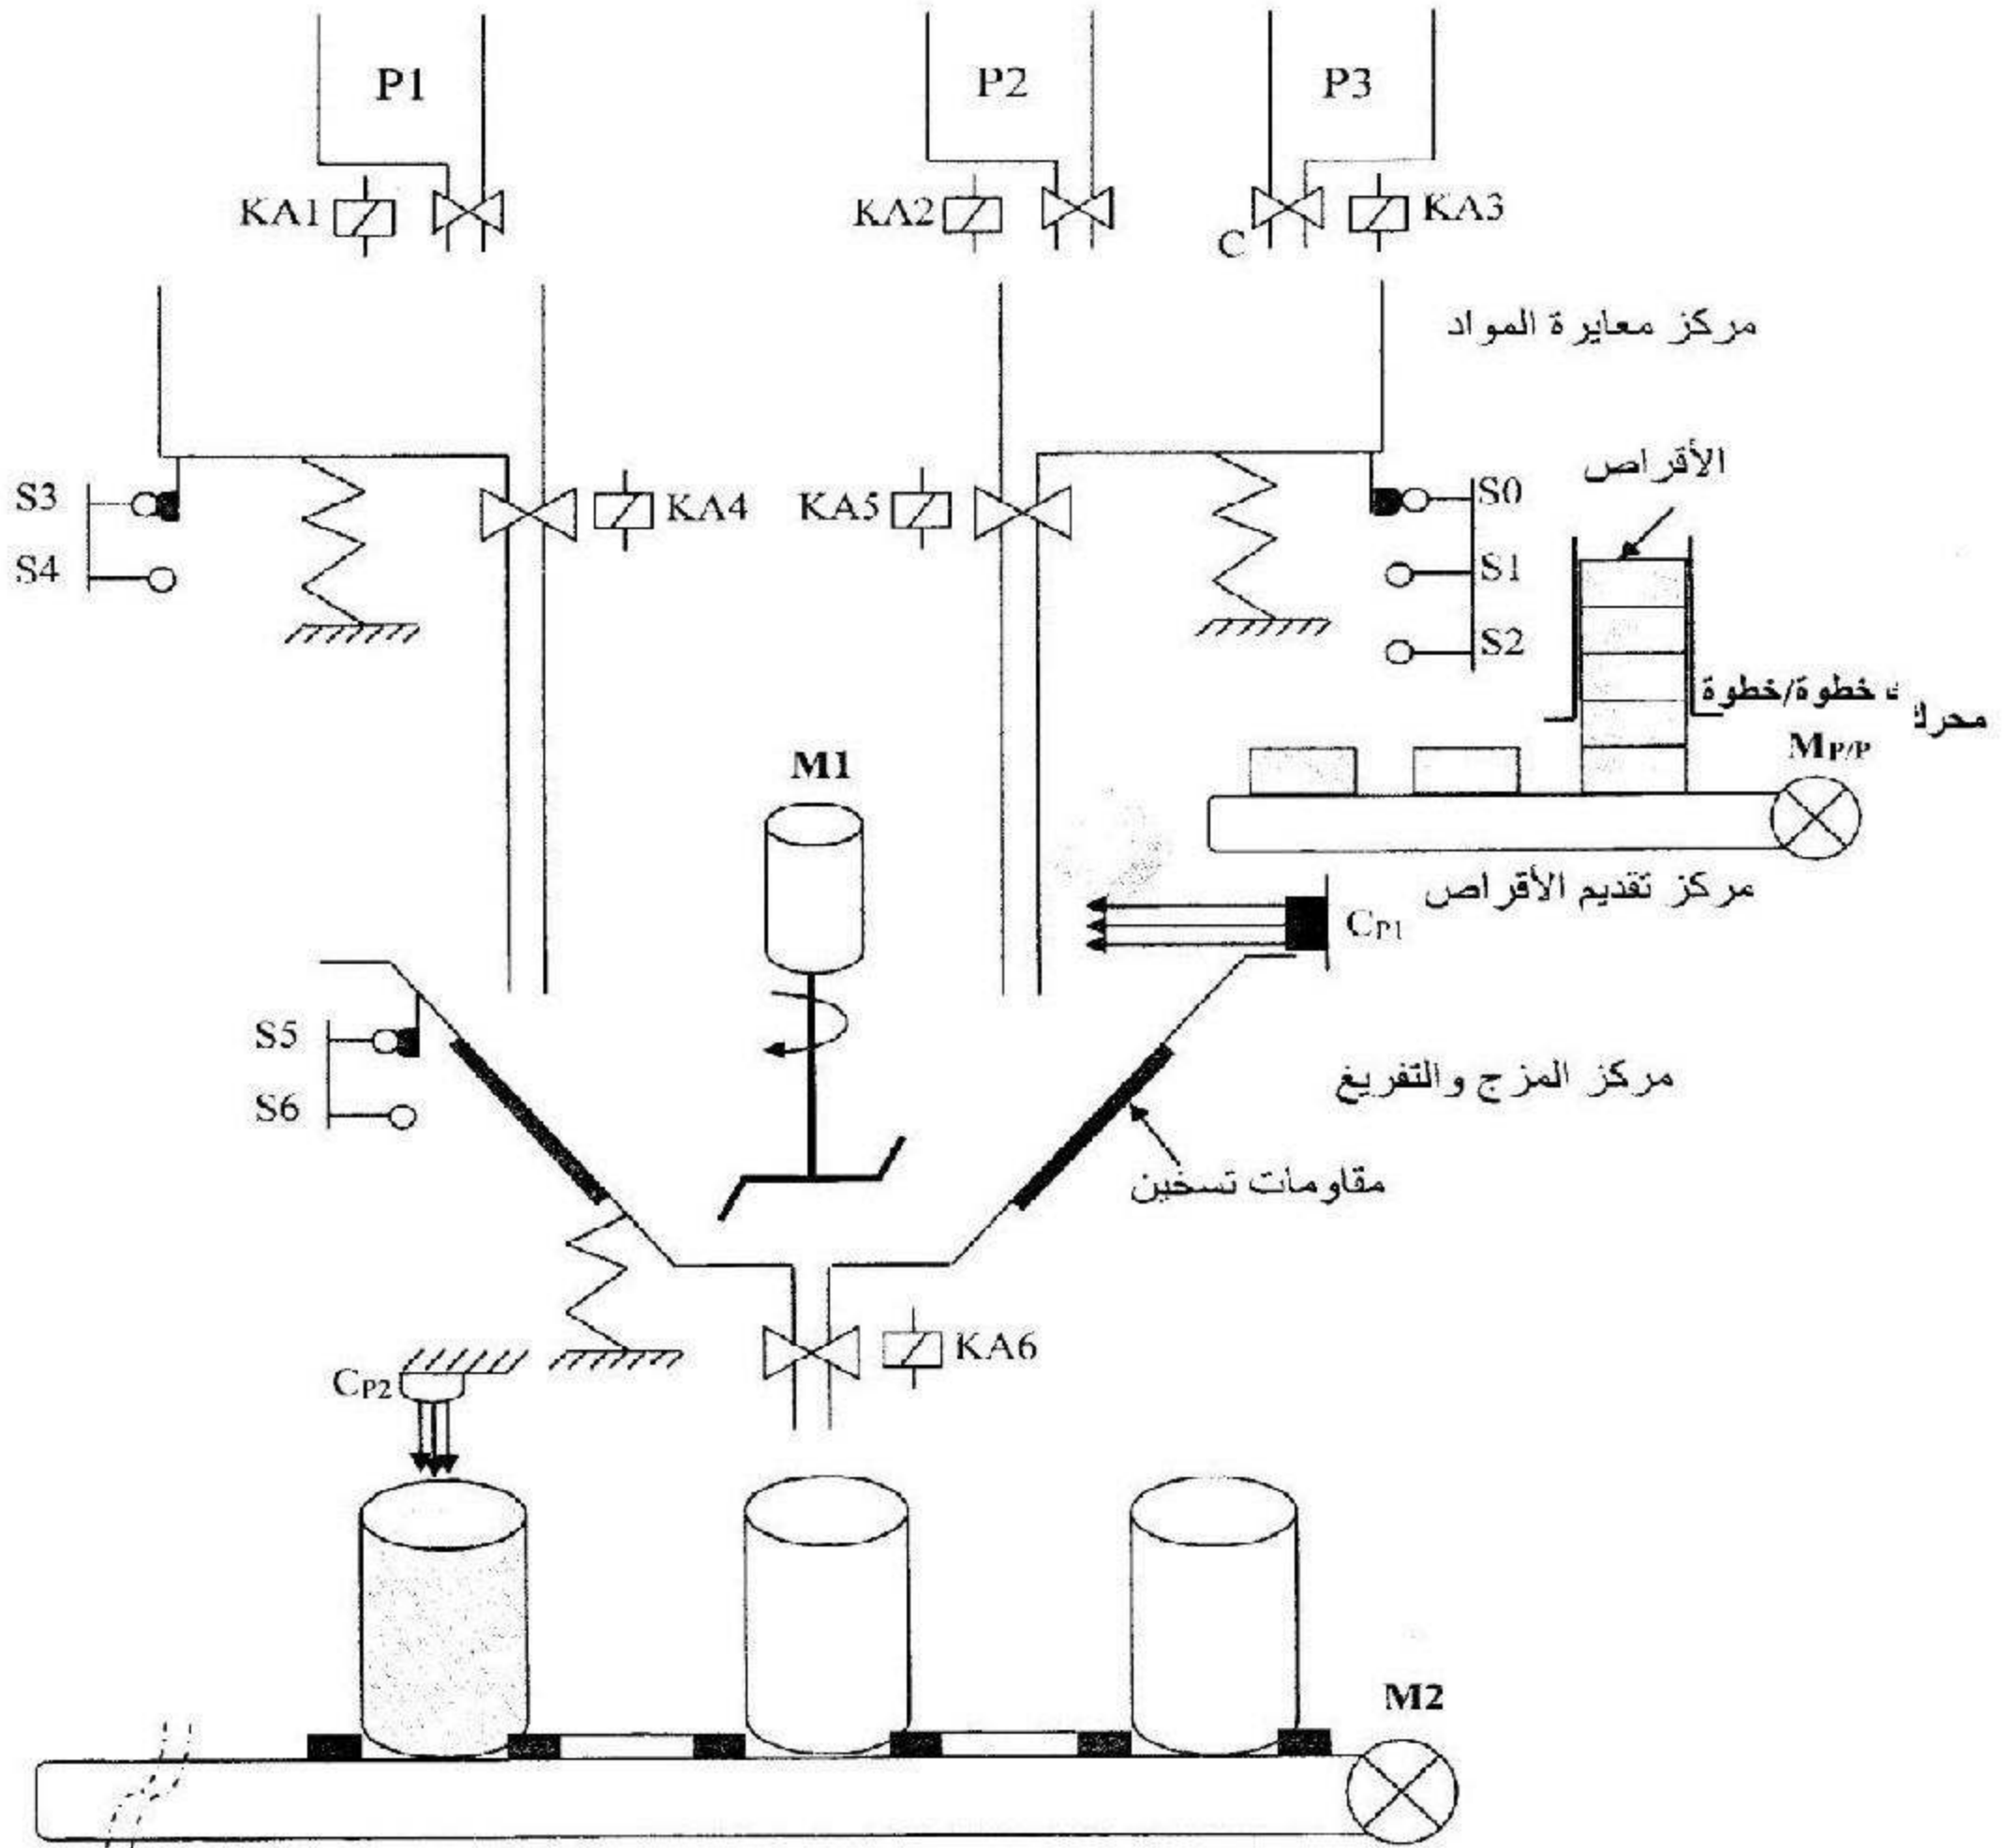 P1
P2
P3
KA1
KA2
KA3
C
مركز معايرة المواد
الأقراص
S3
KA4
KA5
S0
S4
S1
S2
محرك خطوة/خطوة
MP/P
M1
مركز تقديم الأقراص
CP1
S5
مركز المزج والتفريغ
S6
مقاومات تسخين
KA6
CP2
M2